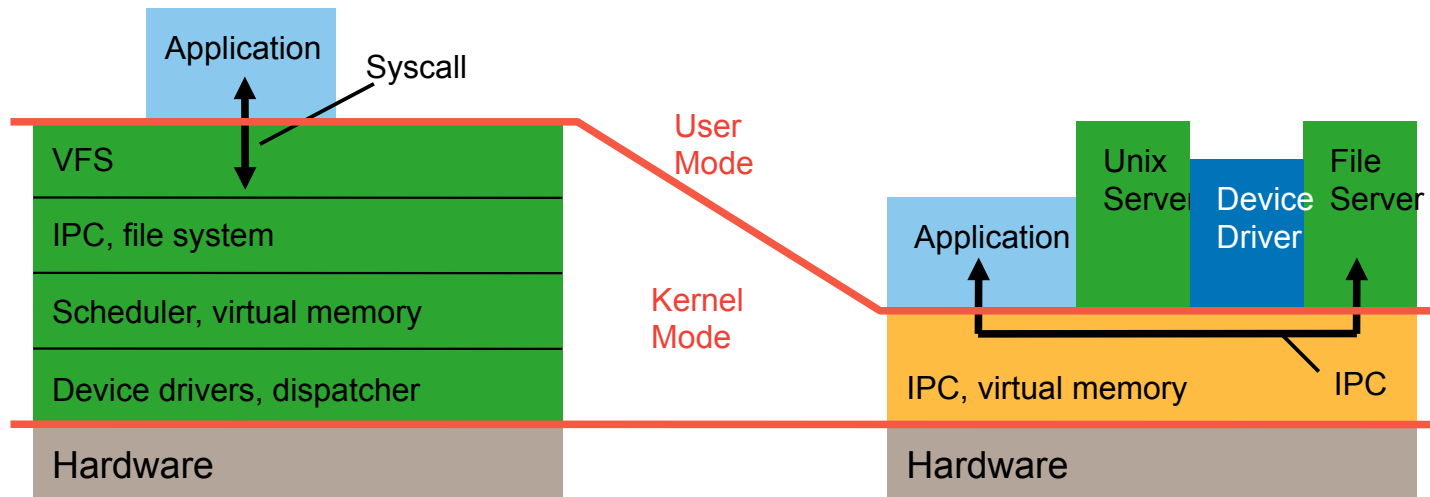 Application
Syscall
VFS
IPC, file system
Scheduler, virtual memory
Device drivers, dispatcher
Hardware
User
Mode
Kernel
Mode
Application
Unix
Server
Device
Driver
File
Server
IPC, virtual memory
IPC
Hardware